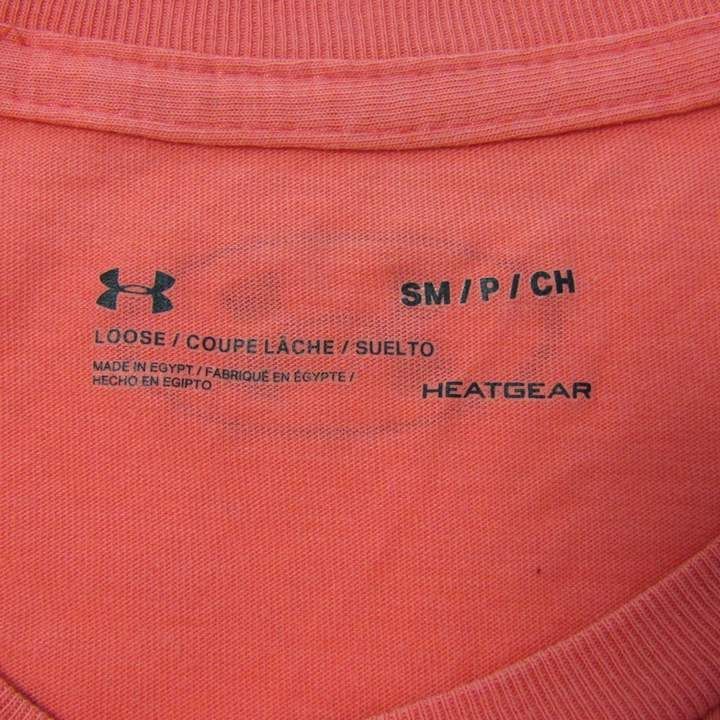 SM / P / CH
LOOSE / COUPE LÂCHE / SUELTO
MADE IN EGYPT / FABRIQUÉ EN ÉGYPTE /
HECHO EN EGIPTO
HEATGEAR